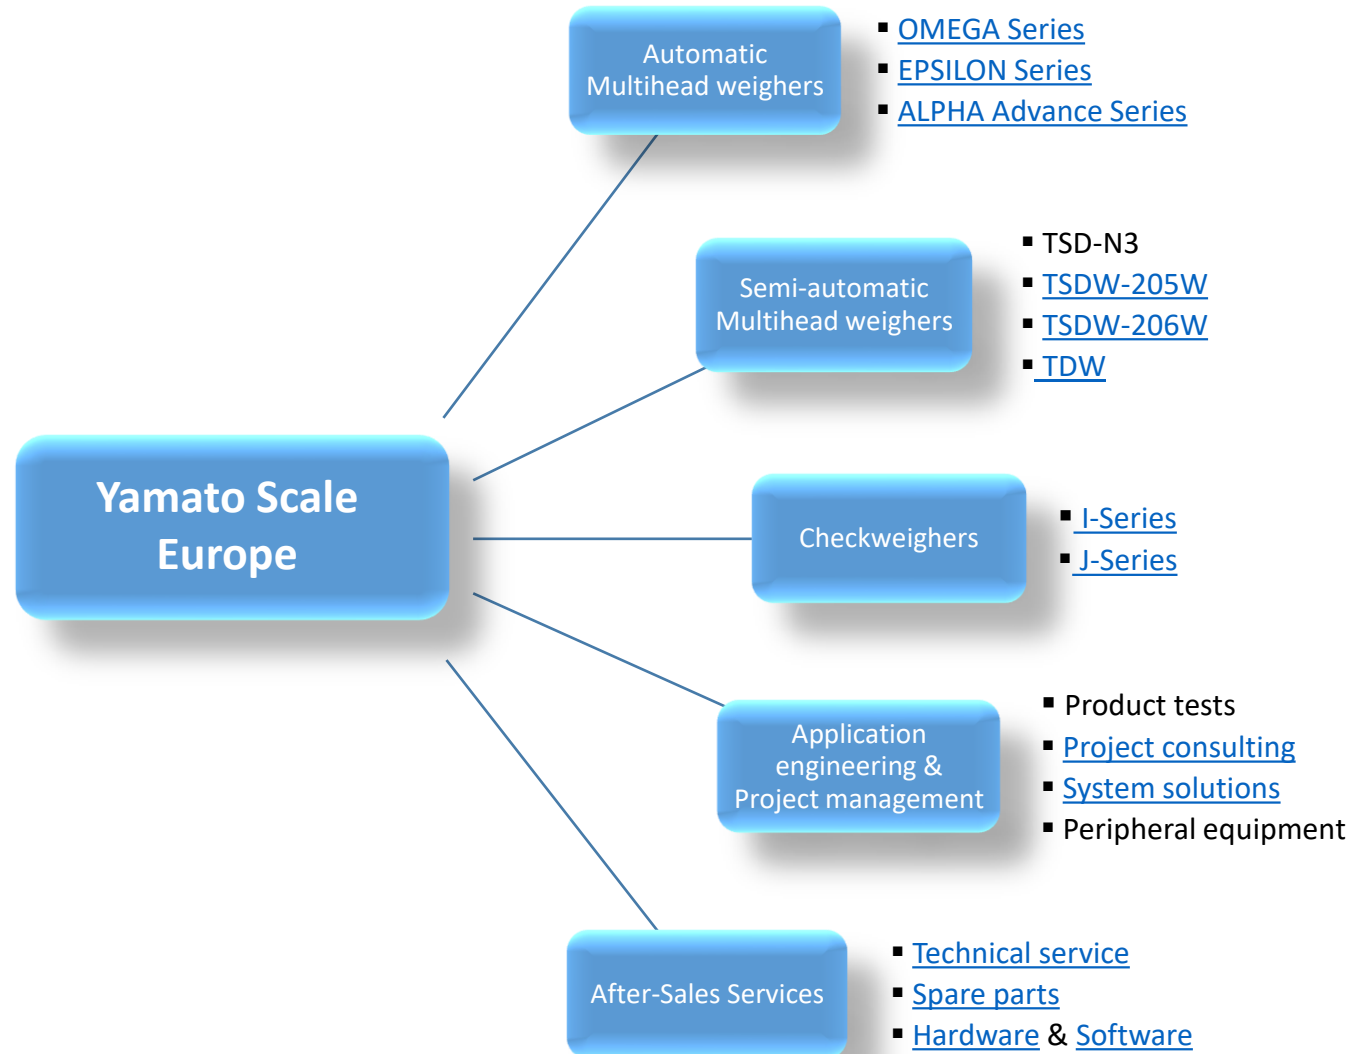 Automatic
Multihead weighers
▪ OMEGA Series
▪ EPSILON Series
▪ ALPHA Advance Series
Semi-automatic
Multihead weighers
▪ TSD-N3
▪ TSDW-205W
▪ TSDW-206W
▪ TDW
Yamato Scale
Europe
Checkweighers
▪ I-Series
▪ J-Series
Application
engineering &
Project management
▪ Product tests
▪ Project consulting
▪ System solutions
▪ Peripheral equipment
After-Sales Services
▪ Technical service
▪ Spare parts
▪ Hardware & Software